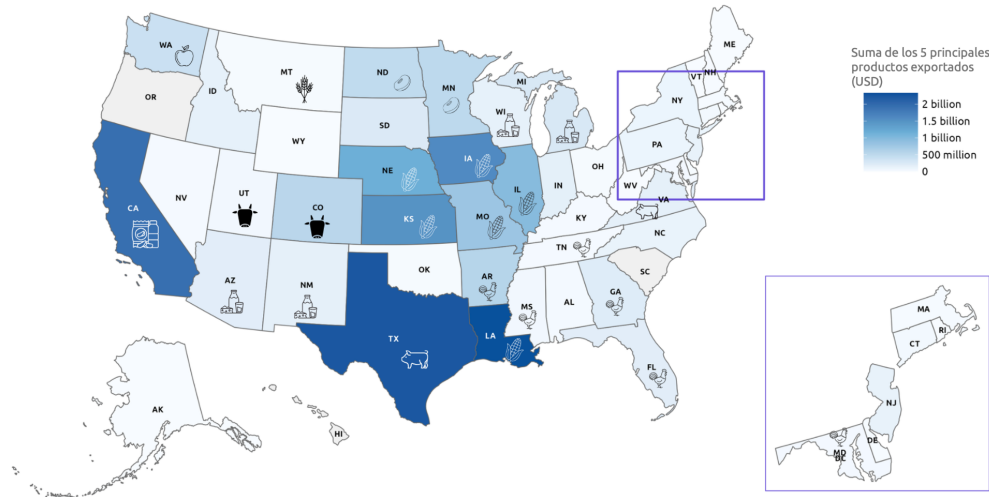 Suma de los 5 principales
productos exportados
(USD)
2 billion
1.5 billion
1 billion
500 million
0
WA
OR
ID
MT
ND
MN
WI
MI
SD
WY
NV
UT
CA
CO
NE
KS
IA
IL
MO
IN
OH
KY
WV
VA
PA
NY
VT
NH
ME
TN
NC
SC
AZ
NM
OK
AR
TX
LA
MS
AL
GA
FL
AK
HI
MA
RI
CT
NJ
DE
MD
DC